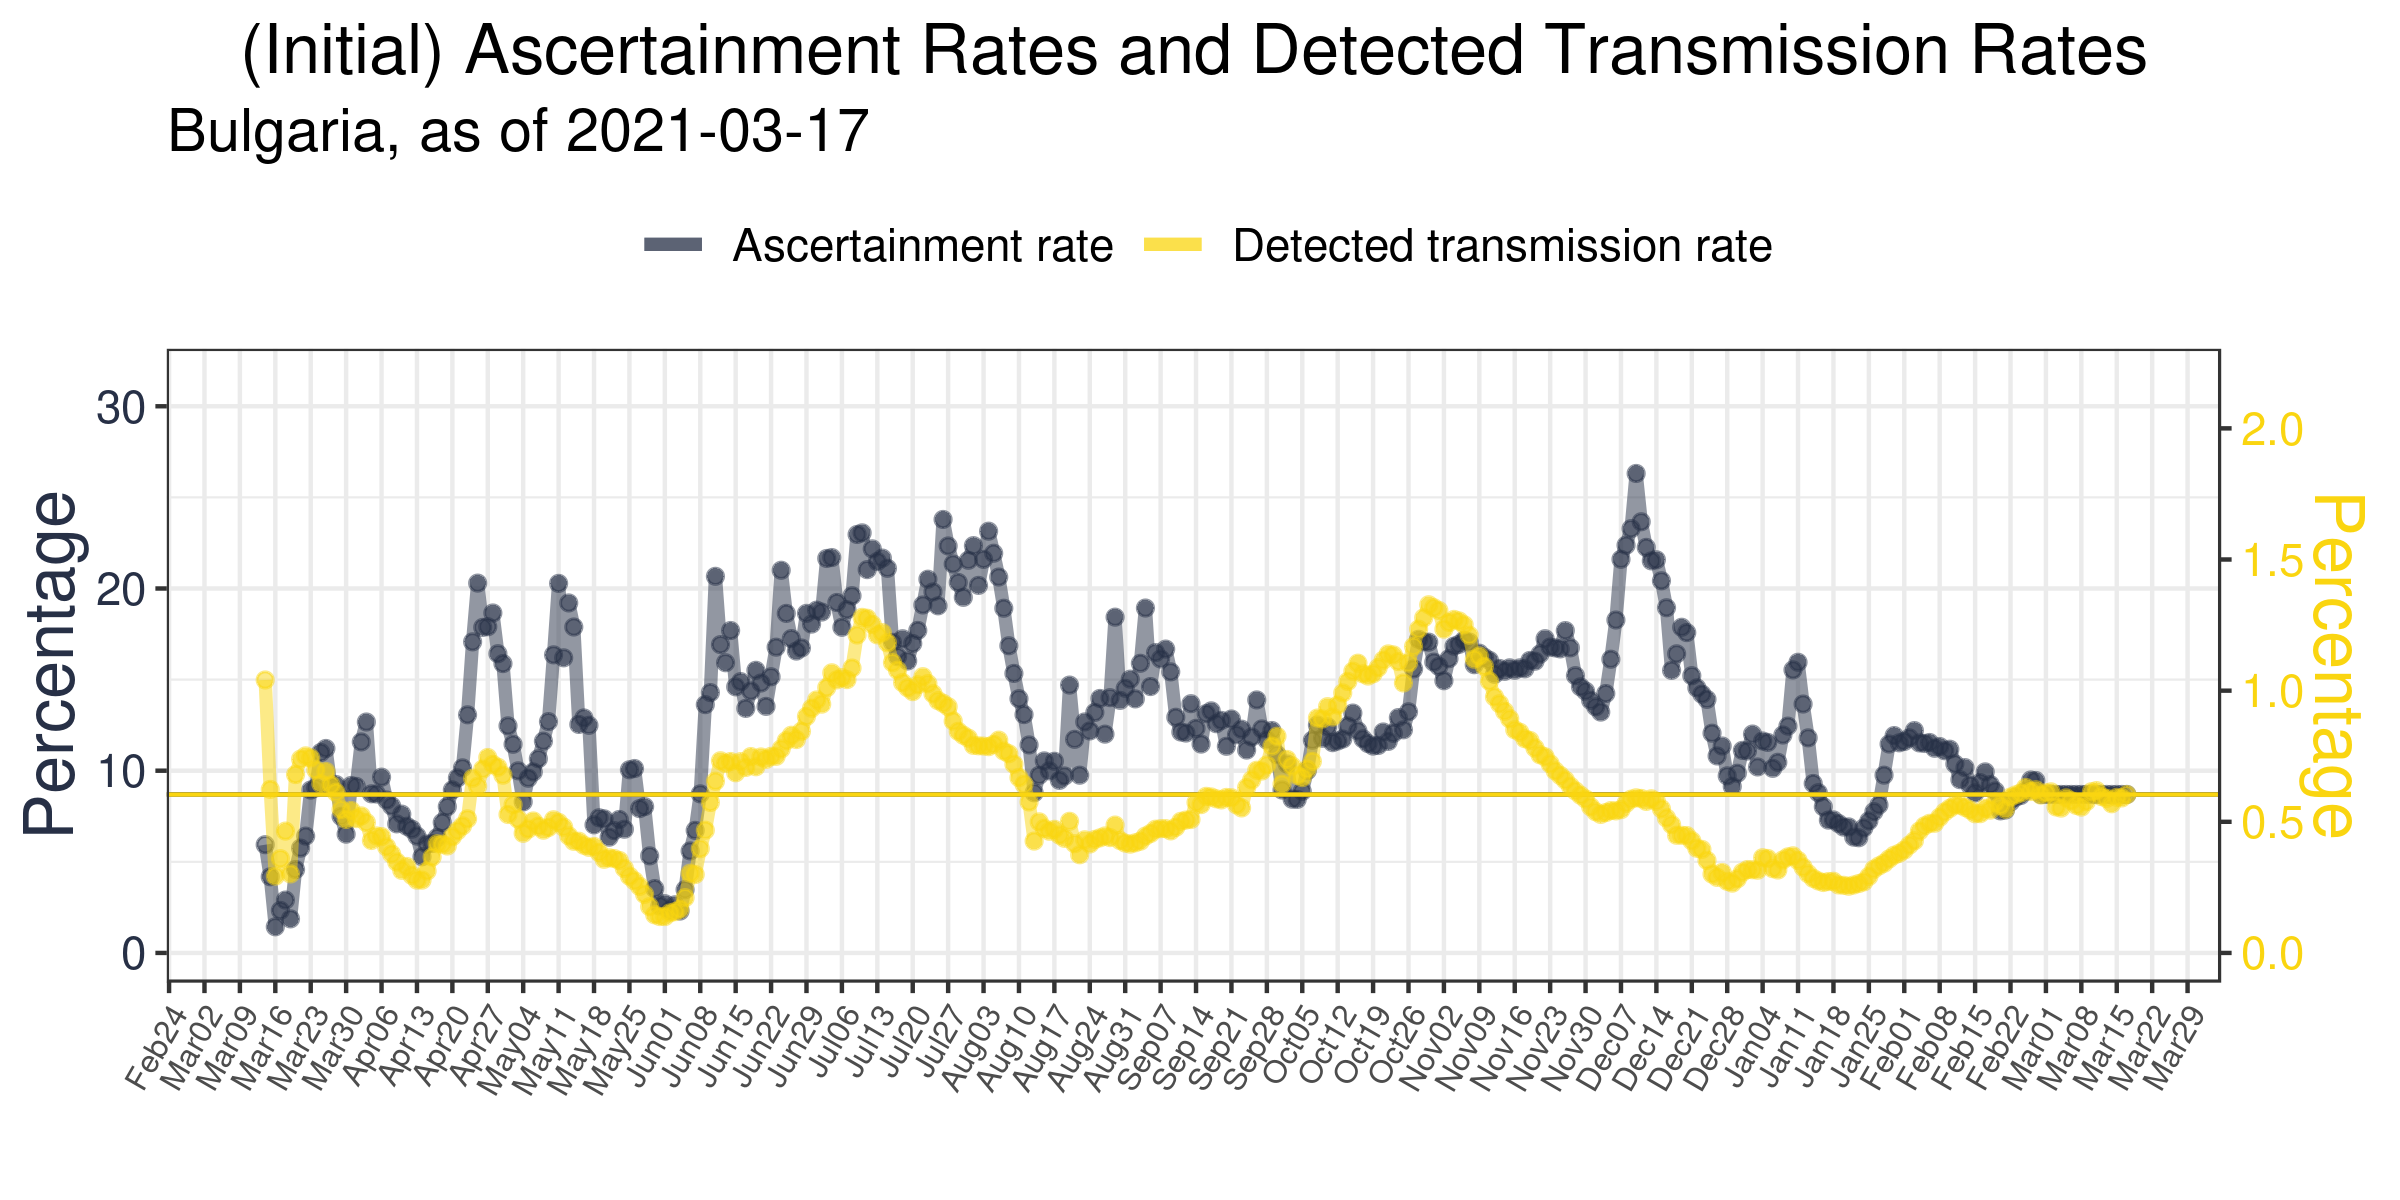 (Initial) Ascertainment Rates and Detected Transmission Rates
Bulgaria, as of 2021-03-17
Ascertainment rate
Detected transmission rate
Percentage
30
20
10
0
2.0
1.5
1.0
0.5
0.0
Percentage
Feb24
Mar02
Mar09
Mar16
Mar23
Mar30
Apr06
Apr13
Apr20
Apr27
May04
May11
May18
May25
Jun01
Jun08
Jun15
Jun22
Jun29
Jul06
Jul13
Jul20
Jul27
Aug03
Aug10
Aug17
Aug24
Aug31
Sep07
Sep14
Sep21
Sep28
Oct05
Oct12
Oct19
Oct26
Nov02
Nov09
Nov16
Nov23
Nov30
Dec07
Dec14
Dec21
Dec28
Jan04
Jan11
Jan18
Jan25
Feb01
Feb08
Feb15
Feb22
Mar01
Mar08
Mar15
Mar22
Mar29